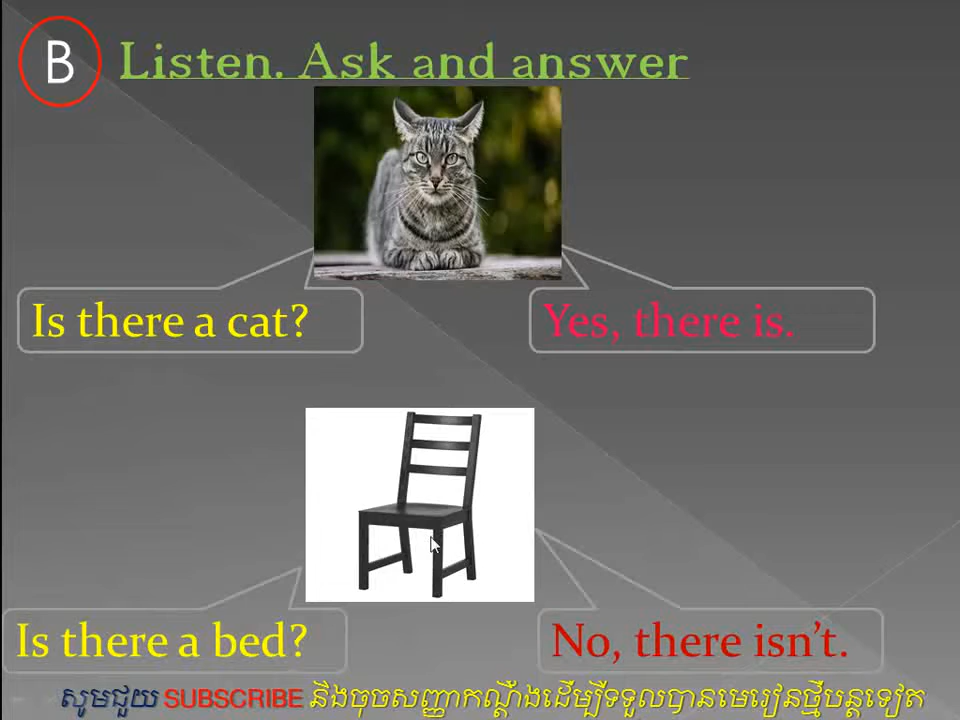 B Listen. Ask and answer
Is there a cat?
Yes, there is.
Is there a bed?
No, there isn't.
សូមជួយ SUBSCRIBE និងចុចសញ្ញាកណ្ដឹងដើម្បីទទួលបានមេរៀនថ្មីបន្តទៀត